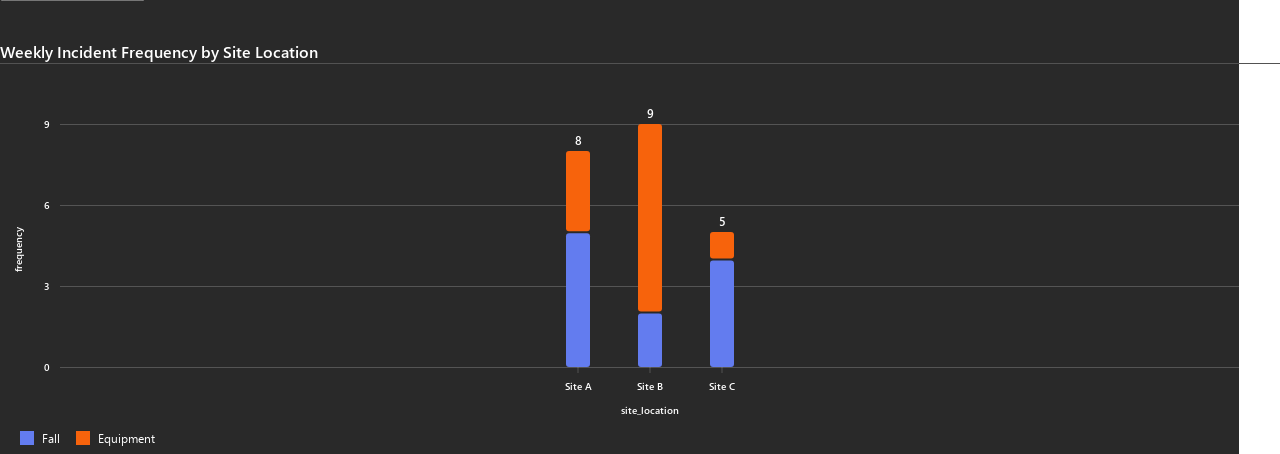 Weekly Incident Frequency by Site Location
9
8
9
6
5
frequency
3
0
Site A
Site B
Site C
site_location
Fall
Equipment